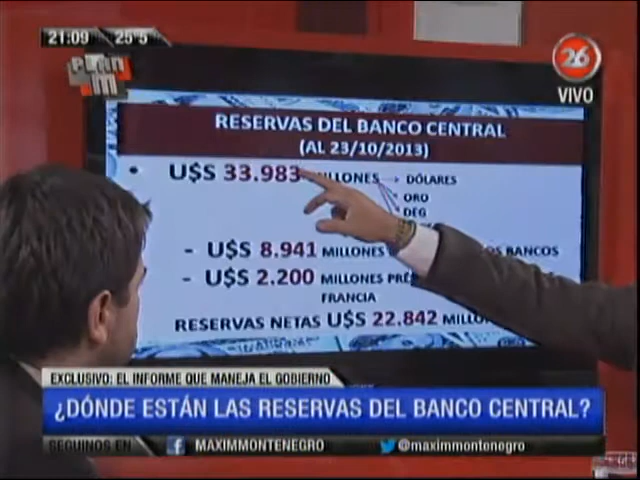 21:09 25°5
PLAN M
26
VIVO
RESERVAS DEL BANCO CENTRAL
(AL 23/10/2013)
• U$S 33.983 DÓLARES
ORO
DEG
- U$S 8.941 MILLONES BANCOS
- U$S 2.200 MILLONES
FRANCIA
RESERVAS NETAS U$S 22.842
EXCLUSIVO: EL INFORME QUE MANEJA EL GOBIERNO
¿DÓNDE ESTÁN LAS RESERVAS DEL BANCO CENTRAL?
SEGUINOS EN MAXIMMONTENEGRO @maximmontenegro